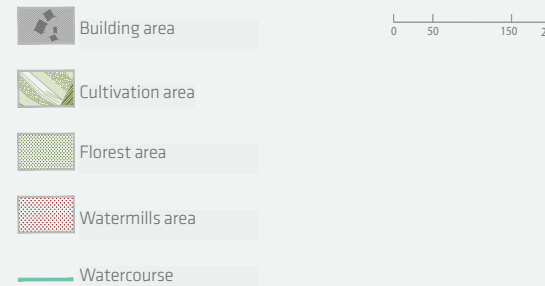 Building area
0 50 150
Cultivation area
Florest area
Watermills area
Watercourse